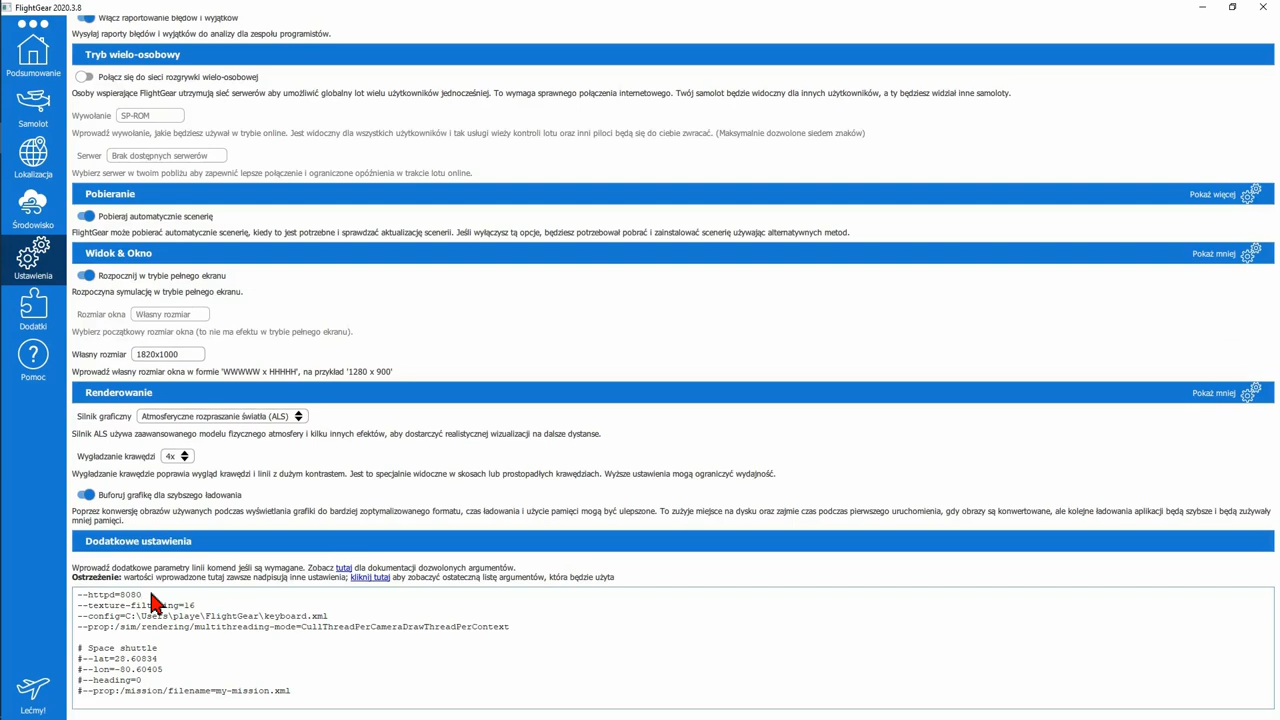 FlightGear 2020.3.8
Włącz raportowanie błędów i wyjątków
Wysyłaj raporty błędów i wyjątków do analizy dla zespołu programistów.
Podsumowanie
Samolot
Lokalizacja
Środowisko
Ustawienia
Dodatki
Pomoc
Lećmy!
Tryb wielo-osobowy
Połącz się do sieci rozgrywki wielo-osobowej
Osoby wspierające FlightGear utrzymują sieć serwerów aby umożliwić globalny lot wielu użytkowników jednocześniej. To wymaga sprawnego połączenia internetowego. Twój samolot będzie widoczny dla innych użytkowników, a ty będziesz widział inne samoloty.
Wywołanie SP-ROM
Wprowadź wywołanie, jakie będziesz używał w trybie online. Jest widoczny dla wszystkich użytkowników i tak usługi wieży kontroli lotu oraz inni piloci będą się do ciebie zwracać. (Maksymalnie dozwolone siedem znaków)
Serwer Brak dostępnych serwerów
Wybierz serwer w twoim pobliżu aby zapewnić lepsze połączenie i ograniczone opóźnienia w trakcie lotu online.
Pobieranie Pokaż więcej
Pobieraj automatycznie scenerię
FlightGear może pobierać automatycznie scenerię, kiedy to jest potrzebne i sprawdzać aktualizację scenerii. Jeśli wyłączysz tą opcje, będziesz potrzebował pobrać i zainstalować scenerię używając alternatywnych metod.
Widok & Okno Pokaż mniej
Rozpocznij w trybie pełnego ekranu
Rozpoczyna symulację w trybie pełnego ekranu.
Rozmiar okna Własny rozmiar
Wybierz początkowy rozmiar okna (to nie ma efektu w trybie pełnego ekranu).
Własny rozmiar 1820x1000
Wprowadź własny rozmiar okna w formie 'WWWWW x HHHHH', na przykład '1280 x 900'
Renderowanie Pokaż mniej
Silnik graficzny Atmosferyczne rozpraszanie światła (ALS)
Silnik ALS używa zaawansowanego modelu fizycznego atmosfery i kilku innych efektów, aby dostarczyć realistycznej wizualizacji na dalsze dystanse.
Wygładzanie krawędzi 4x
Wygładzanie krawędzie poprawia wygląd krawędzi i linii z dużym kontrastem. Jest to specjalnie widoczne w skosach lub prostopadłych krawędziach. Wyższe ustawienia mogą ograniczyć wydajność.
Buforuj grafikę dla szybszego ładowania
Poprzez konwersję obrazów używanych podczas wyświetlania grafiki do bardziej zoptymalizowanego formatu, czas ładowania i użycie pamięci mogą być ulepszone. To zużyje miejsce na dysku oraz zajmie czas podczas pierwszego uruchomienia, gdy obrazy są konwertowane, ale kolejne ładowania aplikacji będą szybsze i będą zużywały
mniej pamięci.
Dodatkowe ustawienia
Wprowadź dodatkowe parametry linii komend jeśli są wymagane. Zobacz tutaj dla dokumentacji dozwolonych argumentów.
Ostrzeżenie: wartości wprowadzone tutaj zawsze nadpisują inne ustawienia; kliknij tutaj aby zobaczyć ostateczną listę argumentów, która będzie użyta
--httpd=8080
--texture-filtering=16
--config=C:\Users\playe\FlightGear\keyboard.xml
--prop:/sim/rendering/multithreading-mode=CullThreadPerCameraDrawThreadPerContext
# Space shuttle
#--lat=28.60834
#--lon=-80.60405
#--heading=0
#--prop:/mission/filename=my-mission.xml